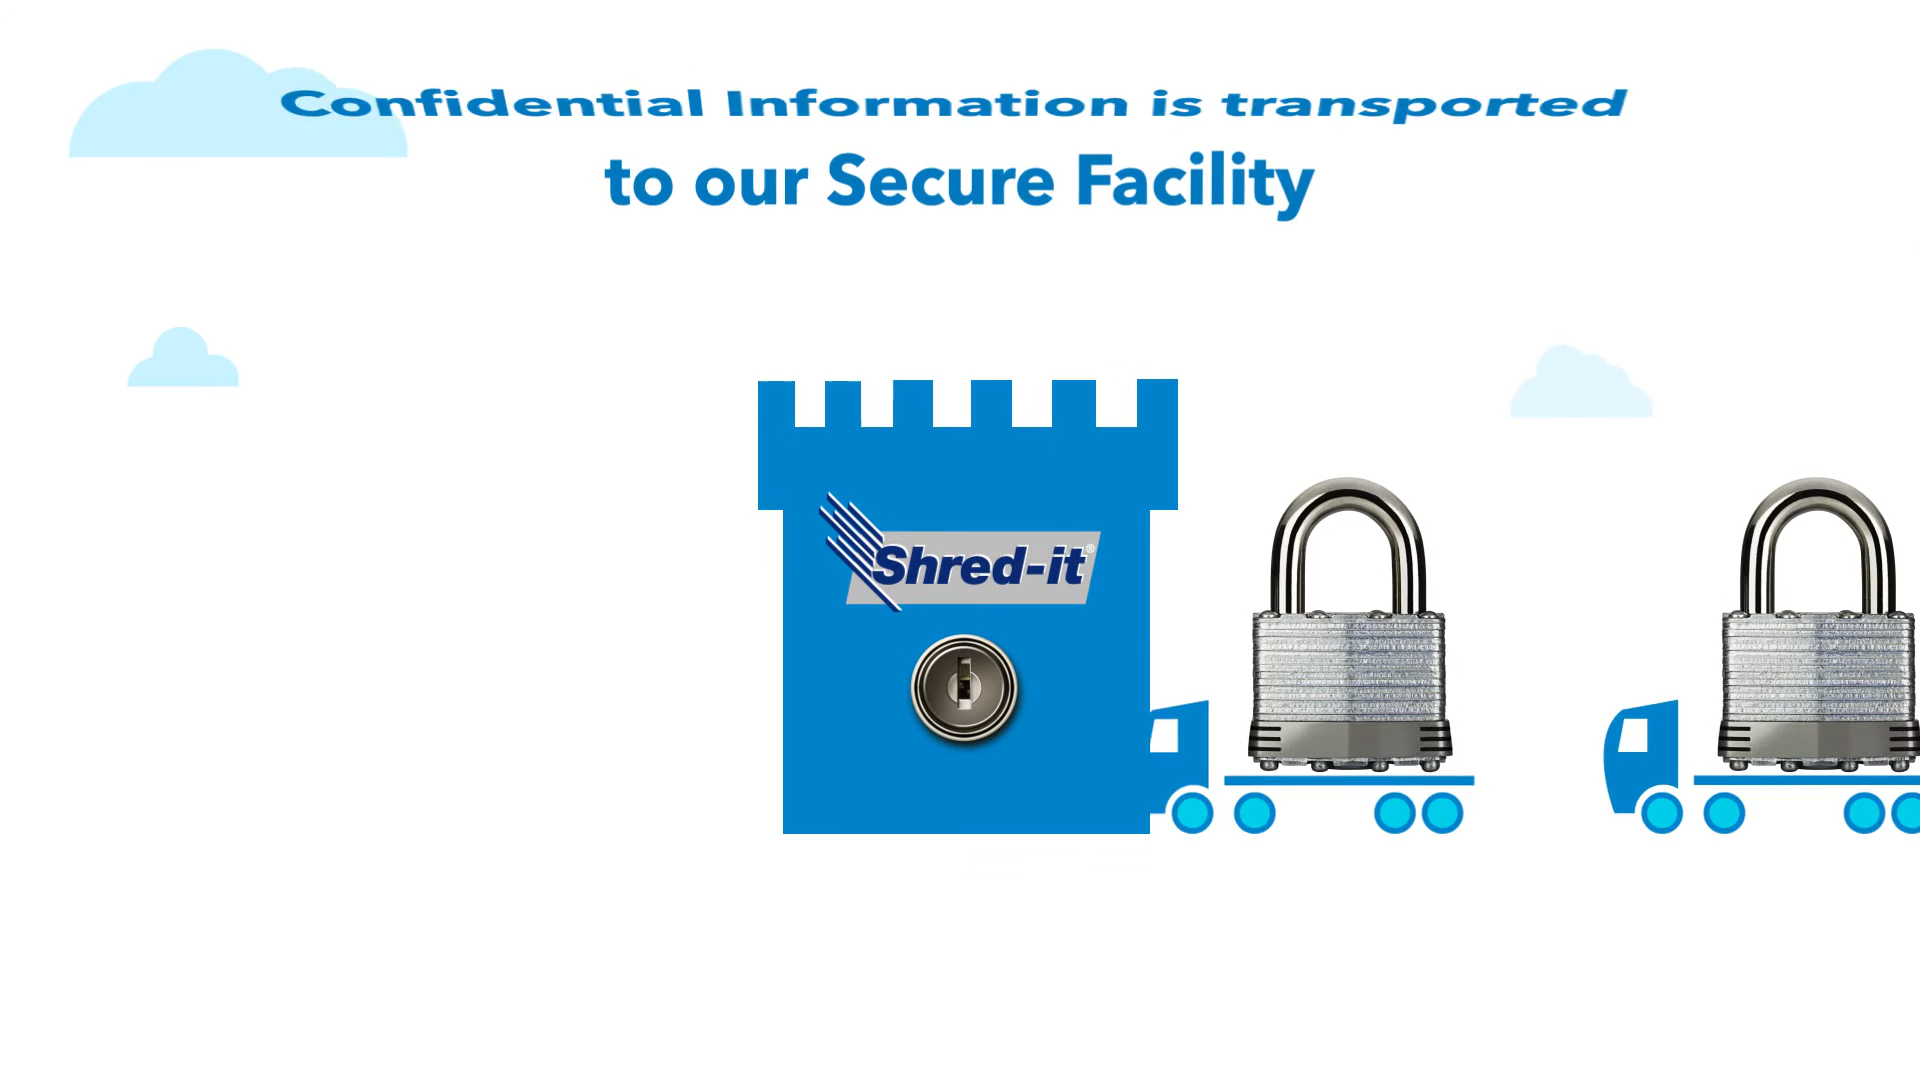 Confidential Information is transported
to our Secure Facility
Shred-it®